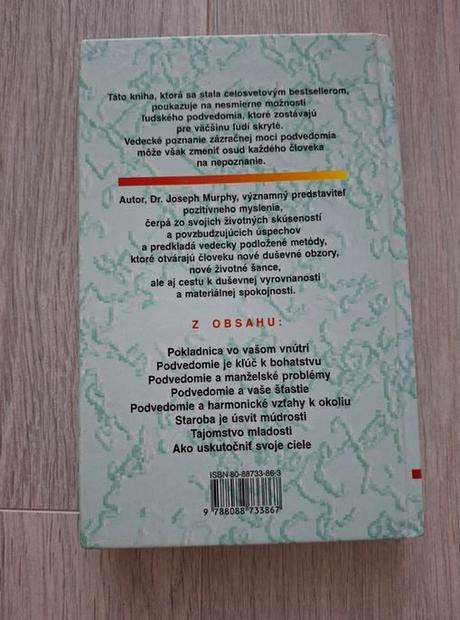 Táto kniha, ktorá sa stala celosvetovým bestsellerom,
poukazuje na nesmierne možnosti
ľudského podvedomia, ktoré zostávajú
pre väčšinu ľudí skryté.
Vedecké poznanie zázračnej moci podvedomia
môže však zmeniť osud každého človeka
na nepoznanie.
Autor, Dr. Joseph Murphy, významný predstaviteľ
pozitívneho myslenia,
čerpá zo svojich životných skúseností
a povzbudzujúcich úspechov
a predkladá vedecky podložené metódy,
ktoré otvárajú človeku nové duševné obzory,
nové životné šance,
ale aj cestu k duševnej vyrovnanosti
a materiálnej spokojnosti.
Z OBSAHU:
Pokladnica vo vašom vnútri
Podvedomie je kľúč k bohatstvu
Podvedomie a manželské problémy
Podvedomie a vaše šťastie
Podvedomie a harmonické vzťahy k okoliu
Staroba je úsvit múdrosti
Tajomstvo mladosti
Ako uskutočniť svoje ciele
ISBN 80-88733-86-3
9 788088 733867